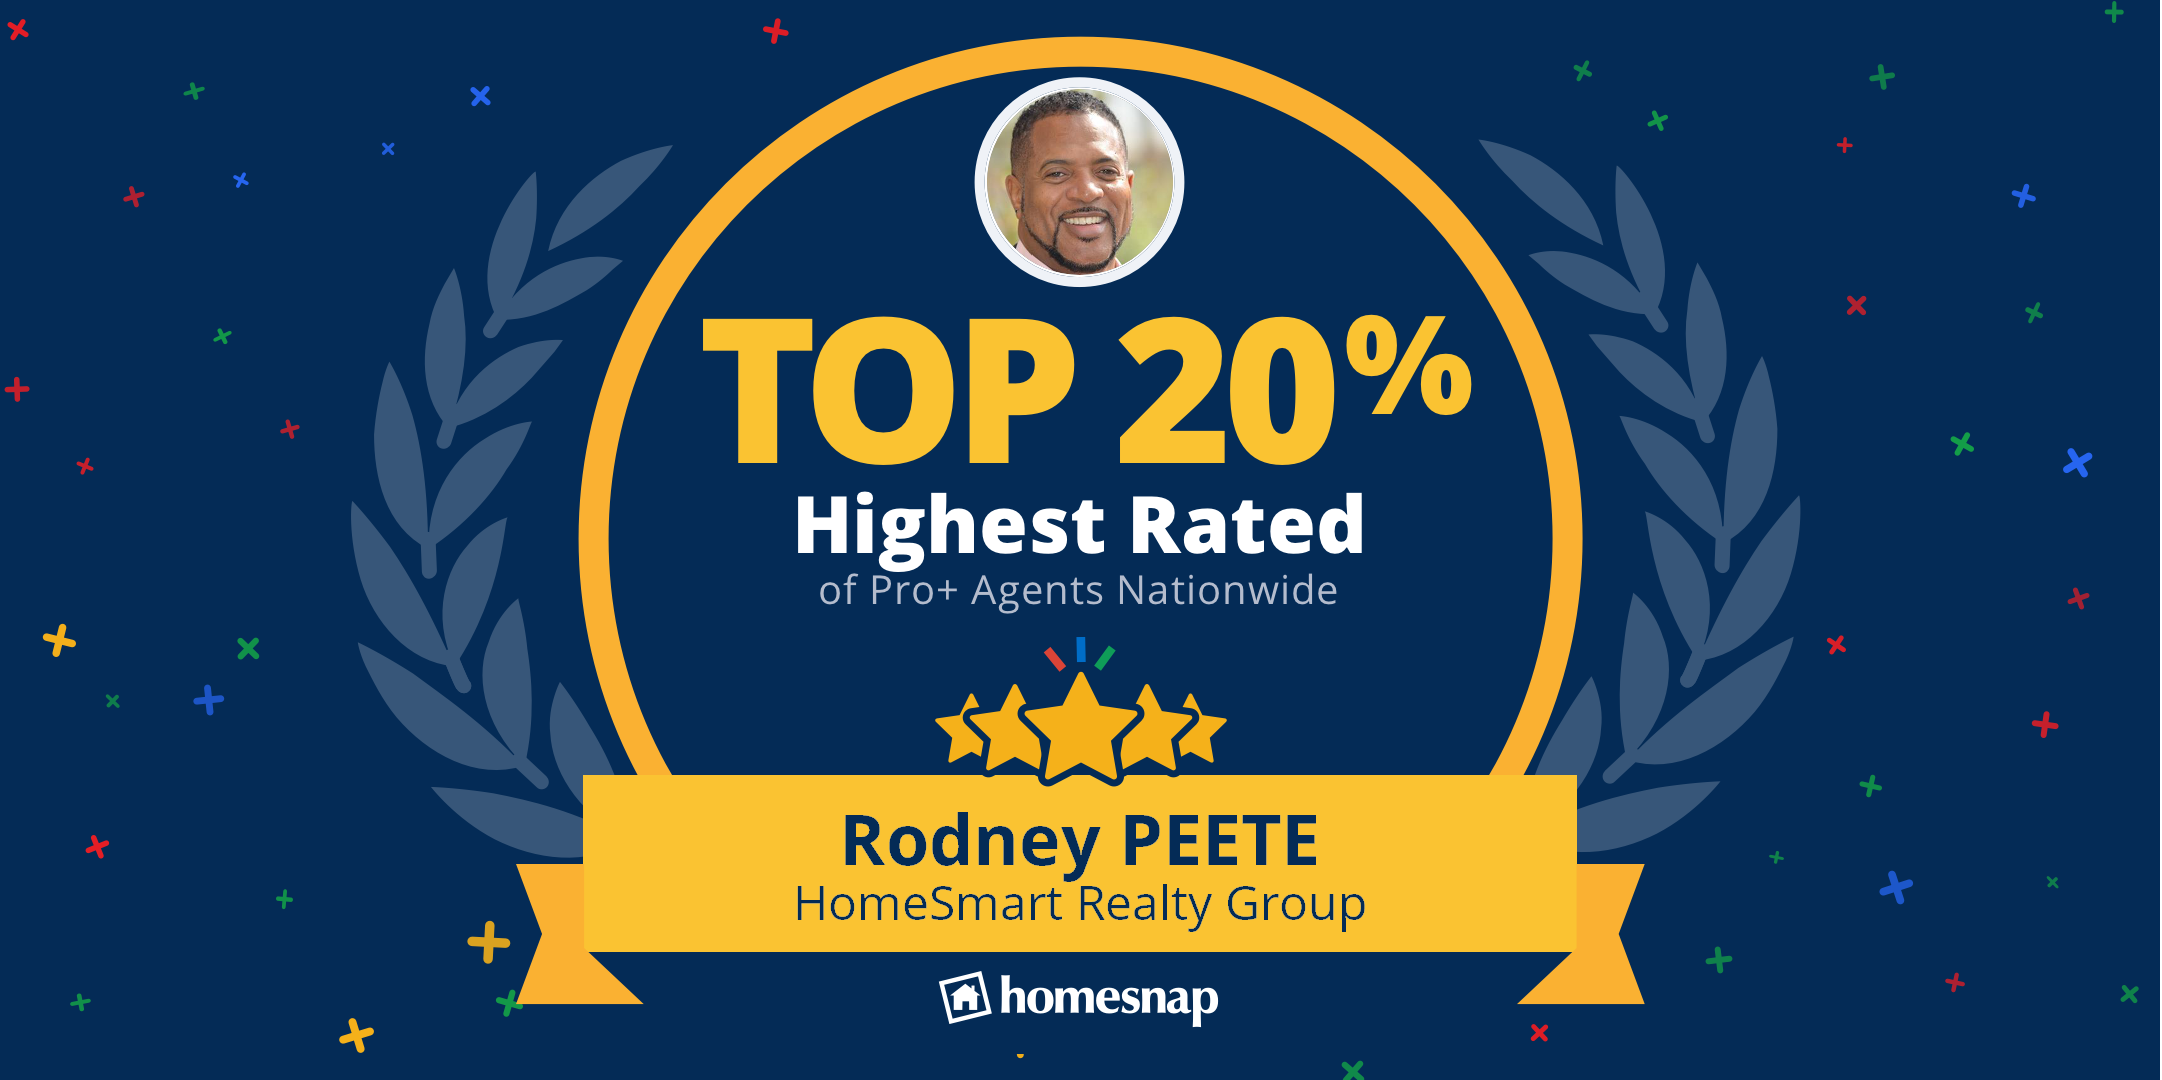 TOP 20%
Highest Rated
of Pro+ Agents Nationwide
Rodney PEETE
HomeSmart Realty Group
homesnap